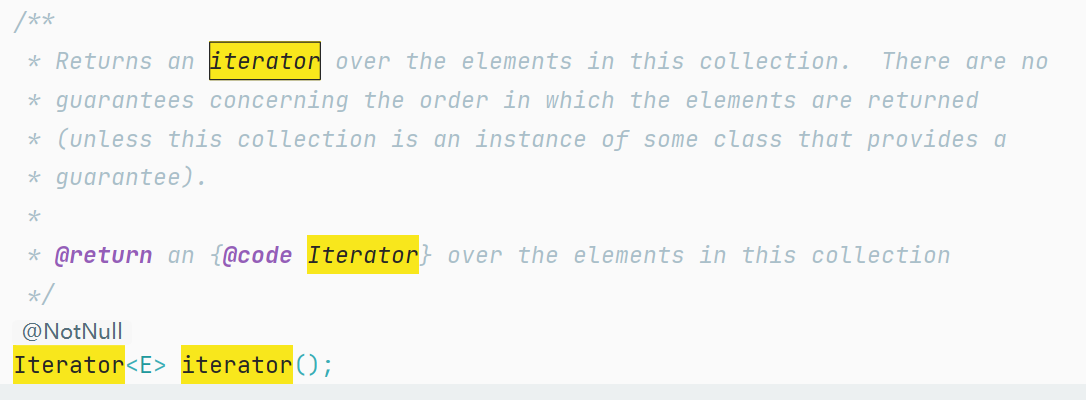 /**
 * Returns an iterator over the elements in this collection.  There are no
 * guarantees concerning the order in which the elements are returned
 * (unless this collection is an instance of some class that provides a
 * guarantee).
 *
 * @return an {@code Iterator} over the elements in this collection
 */
@NotNull
Iterator<E> iterator();